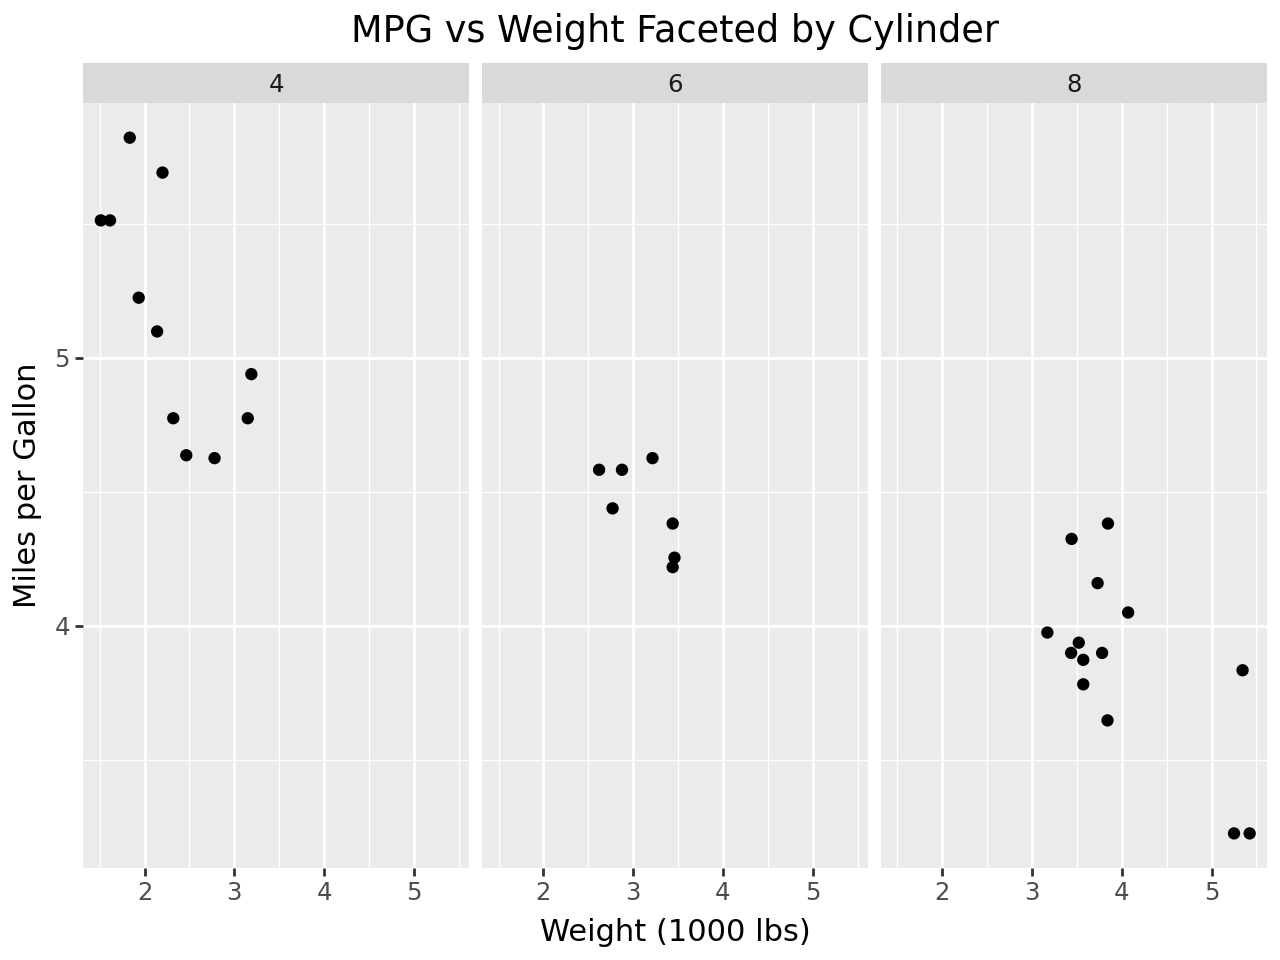 MPG vs Weight Faceted by Cylinder
4 6 8
Miles per Gallon
5
4
2 3 4 5 2 3 4 5 2 3 4 5
Weight (1000 lbs)